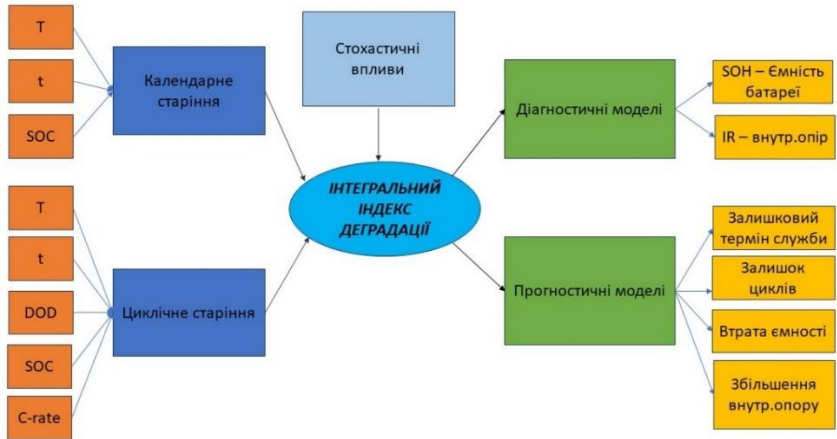 T
t
SOC
Календарне
старіння
Стохастичні
впливи
Діагностичні моделі
SOH – Ємність
батареї
IR – внутр.опір
ІНТЕГРАЛЬНИЙ
ІНДЕКС
ДЕГРАДАЦІЇ
T
t
DOD
SOC
C-rate
Циклічне старіння
Прогностичні моделі
Залишковий
термін служби
Залишок
циклів
Втрата ємності
Збільшення
внутр.опору